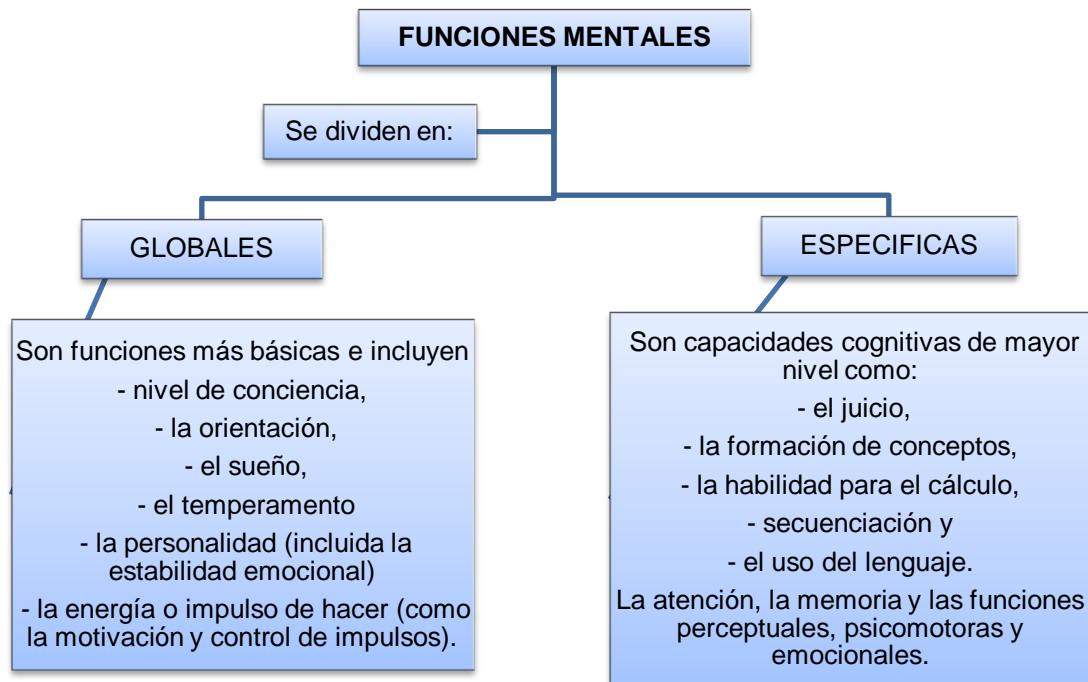 FUNCIONES MENTALES
Se dividen en:
GLOBALES
Son funciones más básicas e incluyen
- nivel de conciencia,
- la orientación,
- el sueño,
- el temperamento
- la personalidad (incluida la
estabilidad emocional)
- la energía o impulso de hacer (como
la motivación y control de impulsos).
ESPECIFICAS
Son capacidades cognitivas de mayor
nivel como:
- el juicio,
- la formación de conceptos,
- la habilidad para el cálculo,
- secuenciación y
- el uso del lenguaje.
La atención, la memoria y las funciones
perceptuales, psicomotoras y
emocionales.